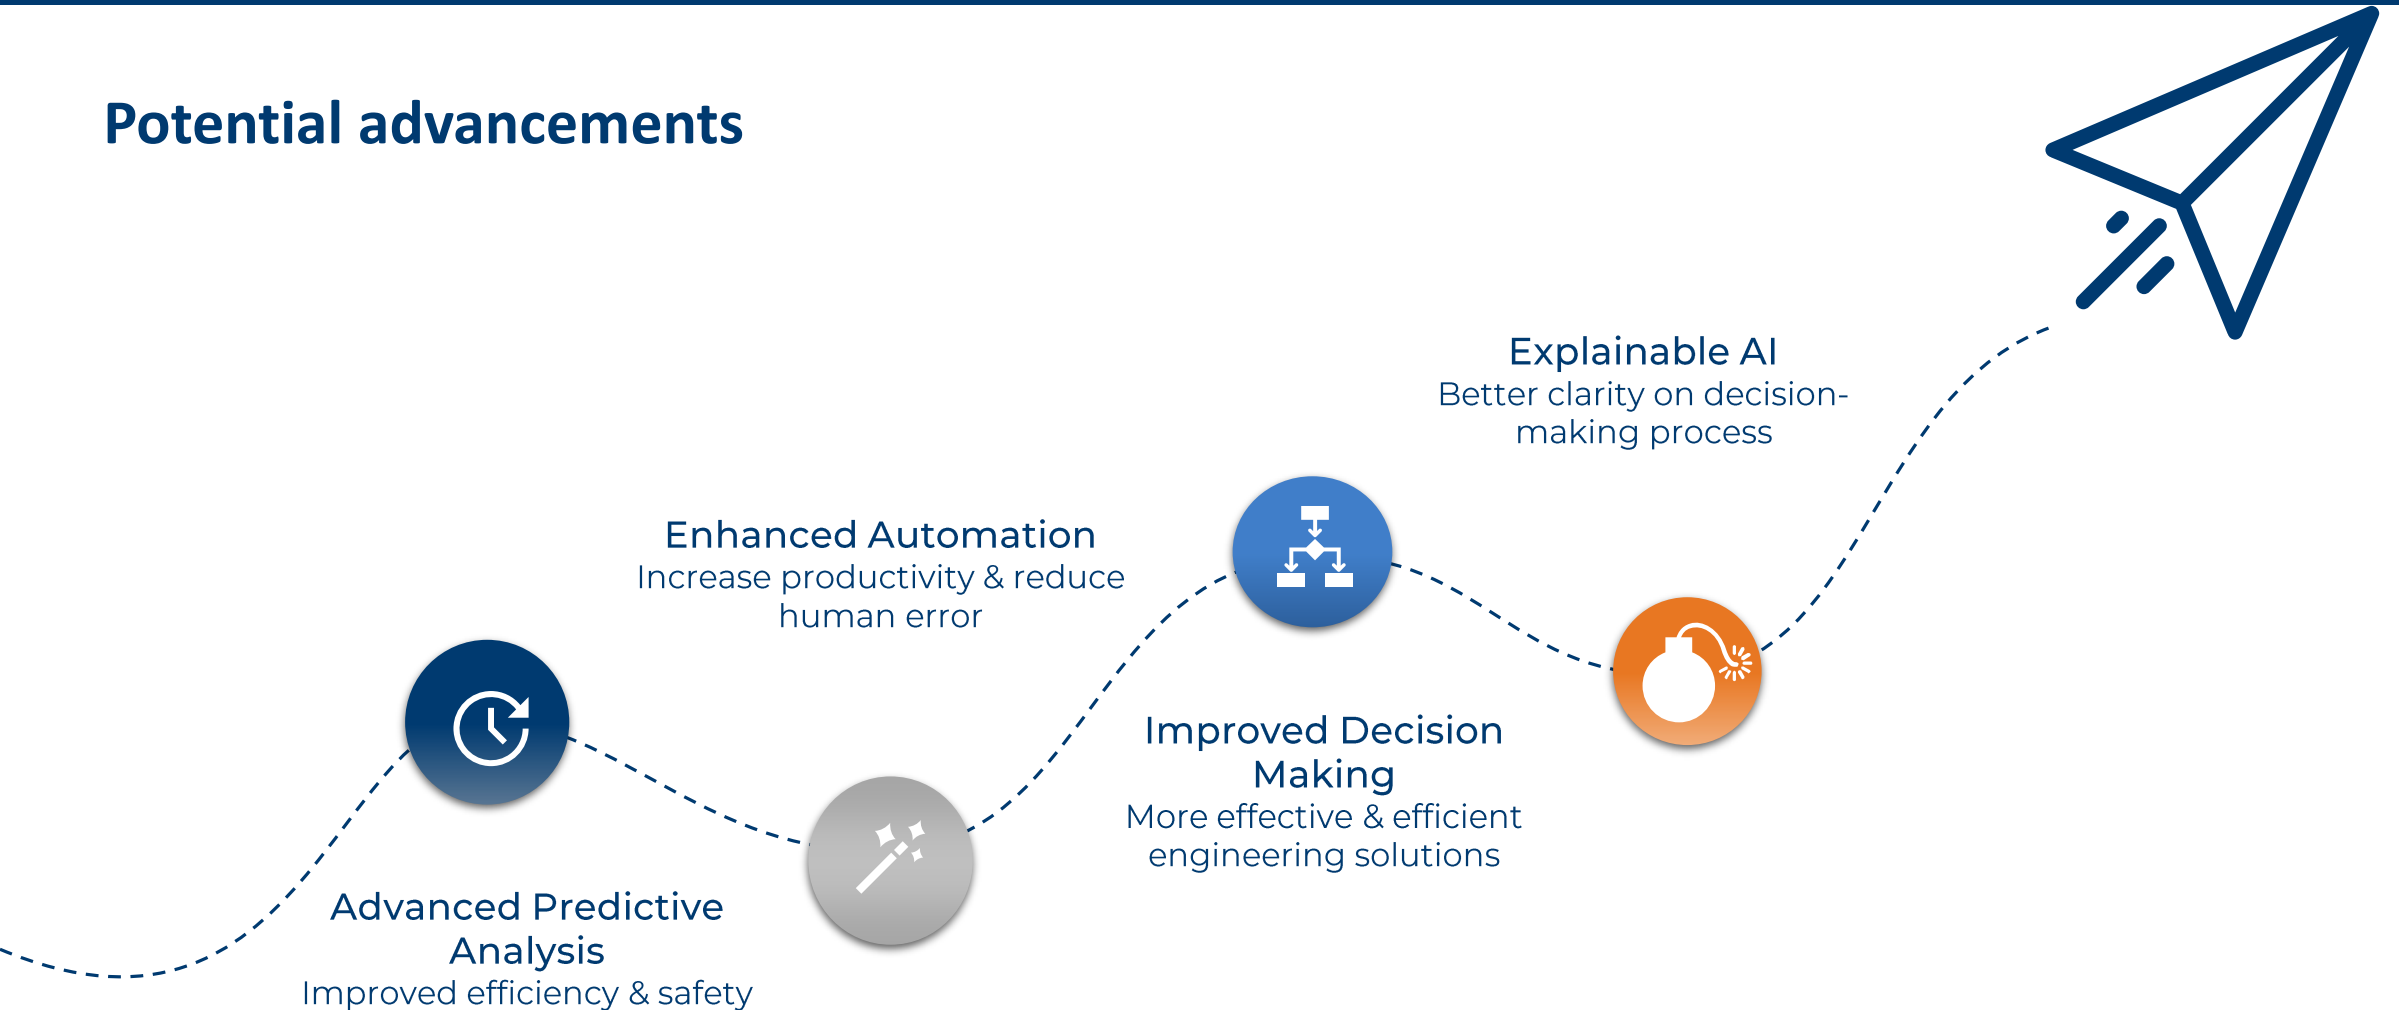 Potential advancements
Explainable AI
Better clarity on decision-
making process
Enhanced Automation
Increase productivity & reduce
human error
Improved Decision
Making
More effective & efficient
engineering solutions
Advanced Predictive
Analysis
Improved efficiency & safety